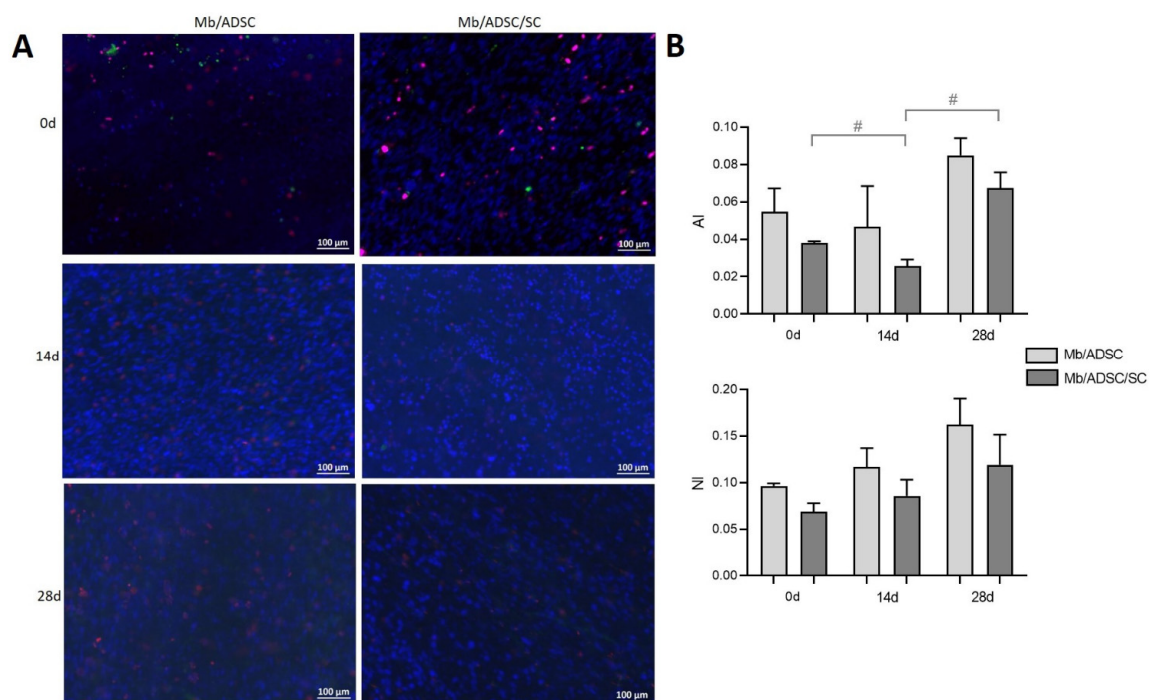 Mb/ADSC Mb/ADSC/SC
A B
0d
100 µm 100 µm
14d
100 µm 100 µm
28d
100 µm 100 µm
# #
AI
0.10
0.08
0.06
0.04
0.02
0.00
0d 14d 28d
Mb/ADSC
Mb/ADSC/SC
NI
0.20
0.15
0.10
0.05
0.00
0d 14d 28d